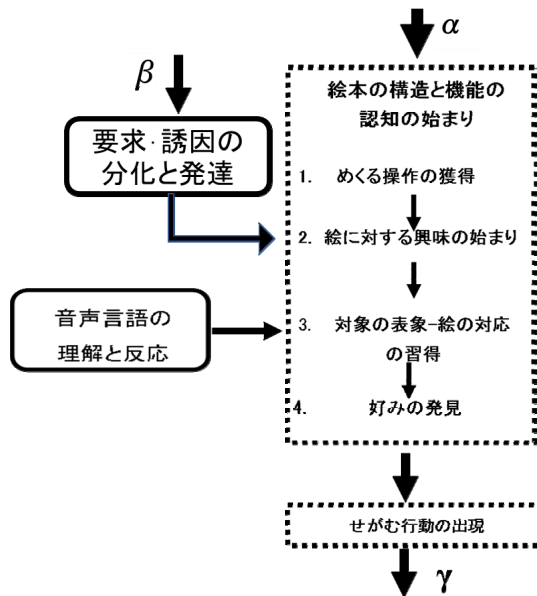 α
β
絵本の構造と機能の
認知の始まり
要求·誘因の
分化と発達
1. めくる操作の獲得
2. 絵に対する興味の始まり
音声言語の
理解と反応
3. 対象の表象-絵の対応
の習得
4. 好みの発見
せがむ行動の出現
γ